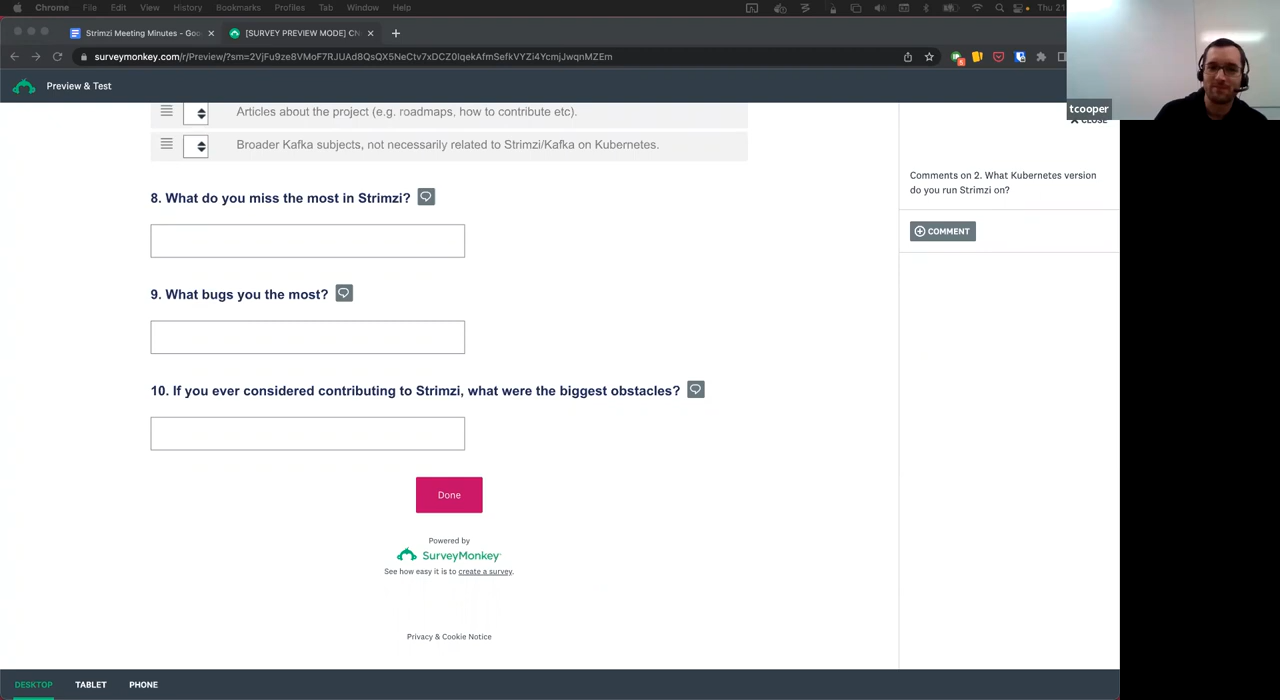 Chrome File Edit View History Bookmarks Profiles Tab Window Help
Thu 21
Strimzi Meeting Minutes - Goo
[SURVEY PREVIEW MODE] CN
surveymonkey.com/r/Preview/?sm=2VjFu9ze8VMoF7RJUAd8QsQX5NeCtv7xDCZ0lqekAfmSefkVYZi4YcmjJwqnMZEm
Preview & Test
tcooper
CLOSE
Articles about the project (e.g. roadmaps, how to contribute etc).
Broader Kafka subjects, not necessarily related to Strimzi/Kafka on Kubernetes.
Comments on 2. What Kubernetes version
do you run Strimzi on?
COMMENT
8. What do you miss the most in Strimzi?
9. What bugs you the most?
10. If you ever considered contributing to Strimzi, what were the biggest obstacles?
Done
Powered by
SurveyMonkey
See how easy it is to create a survey.
Privacy & Cookie Notice
DESKTOP TABLET PHONE